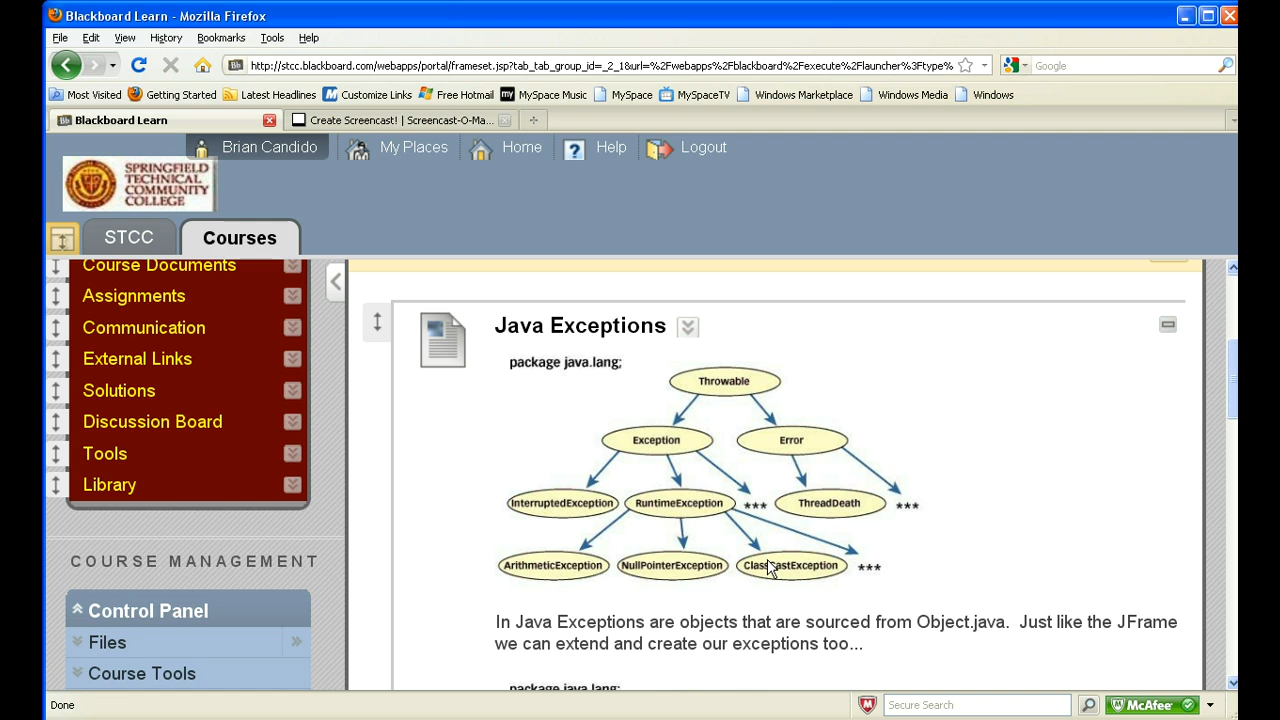 Blackboard Learn - Mozilla Firefox
File Edit View History Bookmarks Tools Help
http://stcc.blackboard.com/webapps/portal/frameset.jsp?tab_tab_group_id=_2_1&url=%2Fwebapps%2Fblackboard%2Fexecute%2Flauncher%3Ftype%
Google
Most Visited Getting Started Latest Headlines Customize Links Free Hotmail MySpace Music MySpace MySpaceTV Windows Marketplace Windows Media Windows
Blackboard Learn Create Screencast! | Screencast-O-Ma...
Brian Candido My Places Home Help Logout
SPRINGFIELD
TECHNICAL
COMMUNITY
COLLEGE
STCC Courses
Course Documents
Assignments
Communication
External Links
Solutions
Discussion Board
Tools
Library
COURSE MANAGEMENT
Control Panel
Files
Course Tools
Java Exceptions
package java.lang;
Throwable
Exception Error
InterruptedException RuntimeException *** ThreadDeath ***
ArithmeticException NullPointerException ClassCastException ***
In Java Exceptions are objects that are sourced from Object.java. Just like the JFrame
we can extend and create our exceptions too...
package java.lang;
Done Secure Search McAfee